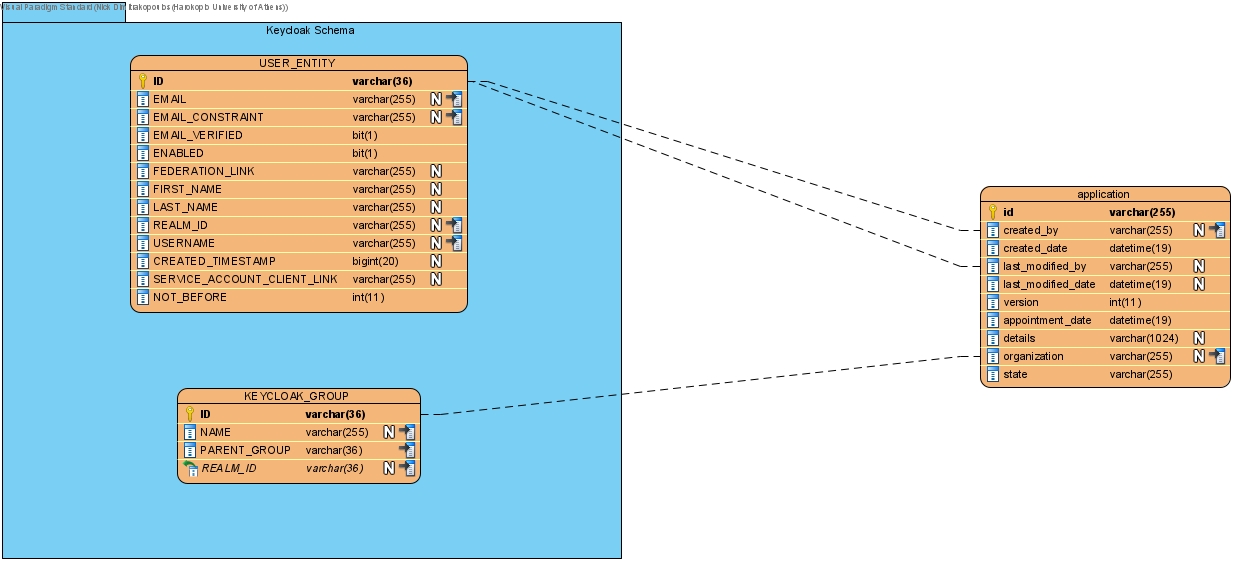 Visual Paradigm Standard (Nick Dimitrakopoulos (Harokopio University of Athens))
Keycloak Schema
USER_ENTITY
ID varchar(36)
EMAIL varchar(255) N
EMAIL_CONSTRAINT varchar(255) N
EMAIL_VERIFIED bit(1)
ENABLED bit(1)
FEDERATION_LINK varchar(255) N
FIRST_NAME varchar(255) N
LAST_NAME varchar(255) N
REALM_ID varchar(255) N
USERNAME varchar(255) N
CREATED_TIMESTAMP bigint(20) N
SERVICE_ACCOUNT_CLIENT_LINK varchar(255) N
NOT_BEFORE int(11)
KEYCLOAK_GROUP
ID varchar(36)
NAME varchar(255) N
PARENT_GROUP varchar(36)
REALM_ID varchar(36) N
application
id varchar(255)
created_by varchar(255) N
created_date datetime(19)
last_modified_by varchar(255) N
last_modified_date datetime(19) N
version int(11)
appointment_date datetime(19)
details varchar(1024) N
organization varchar(255) N
state varchar(255)